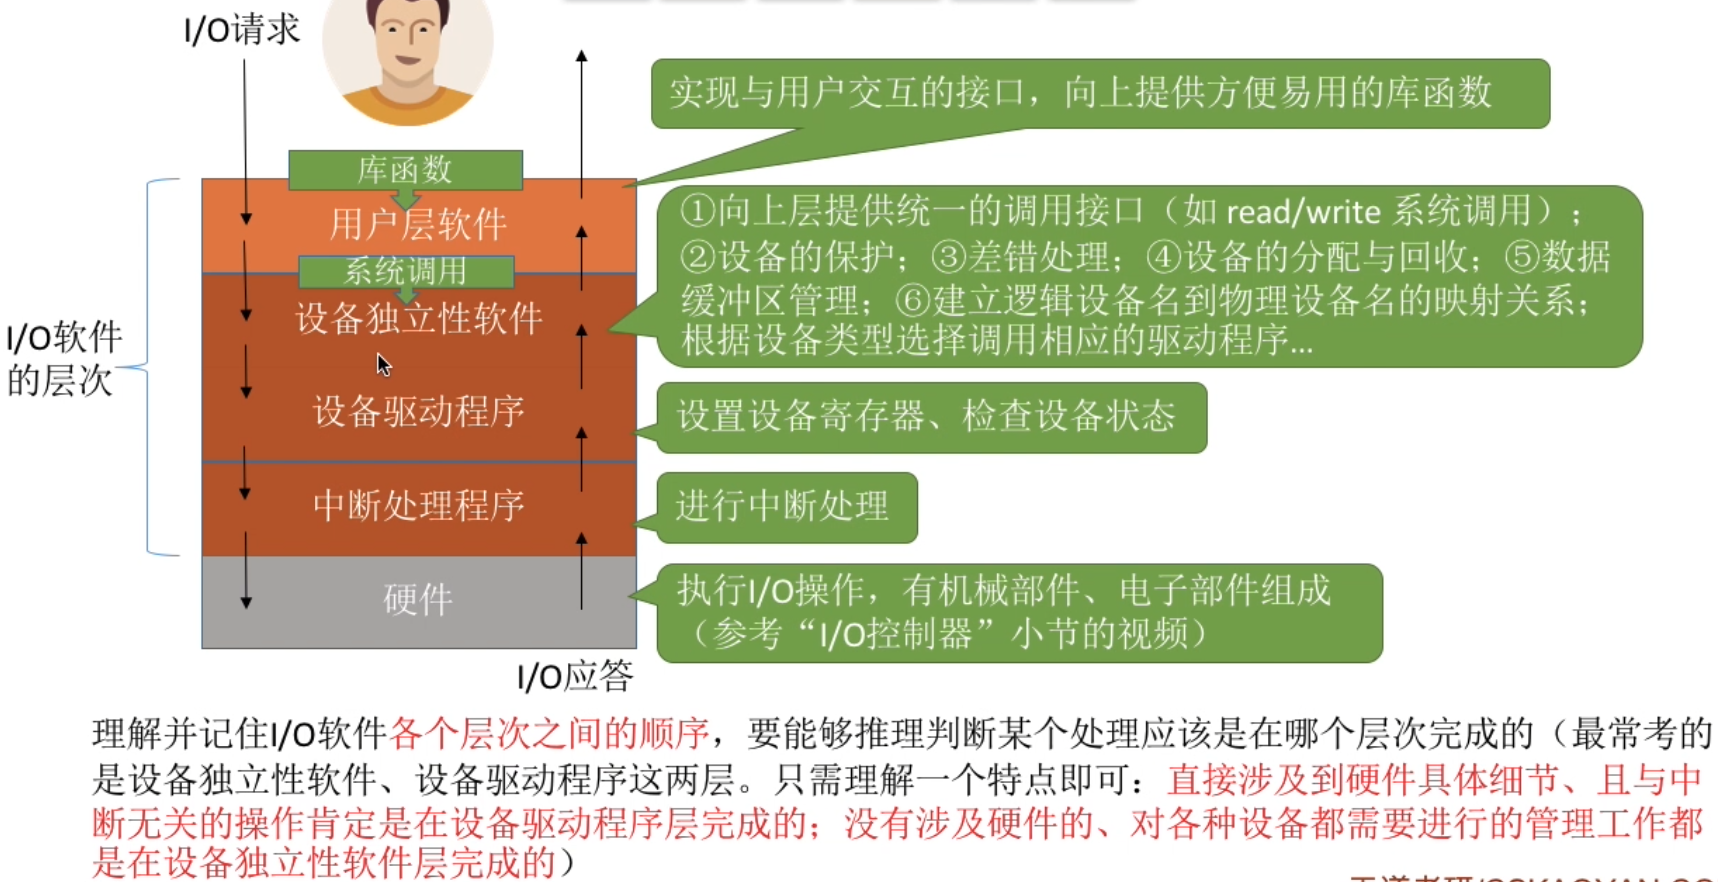 I/O请求
实现与用户交互的接口，向上提供方便易用的库函数
库函数
用户层软件
①向上层提供统一的调用接口（如 read/write 系统调用）；
②设备的保护；③差错处理；④设备的分配与回收；⑤数据
缓冲区管理；⑥建立逻辑设备名到物理设备名的映射关系；
根据设备类型选择调用相应的驱动程序...
系统调用
设备独立性软件
I/O软件
的层次
设备驱动程序
设置设备寄存器、检查设备状态
中断处理程序
进行中断处理
硬件
执行I/O操作，有机械部件、电子部件组成
（参考“I/O控制器”小节的视频）
I/O应答
理解并记住I/O软件各个层次之间的顺序，要能够推理判断某个处理应该是在哪个层次完成的（最常考的
是设备独立性软件、设备驱动程序这两层。只需理解一个特点即可：直接涉及到硬件具体细节、且与中
断无关的操作肯定是在设备驱动程序层完成的；没有涉及硬件的、对各种设备都需要进行的管理工作都
是在设备独立性软件层完成的）